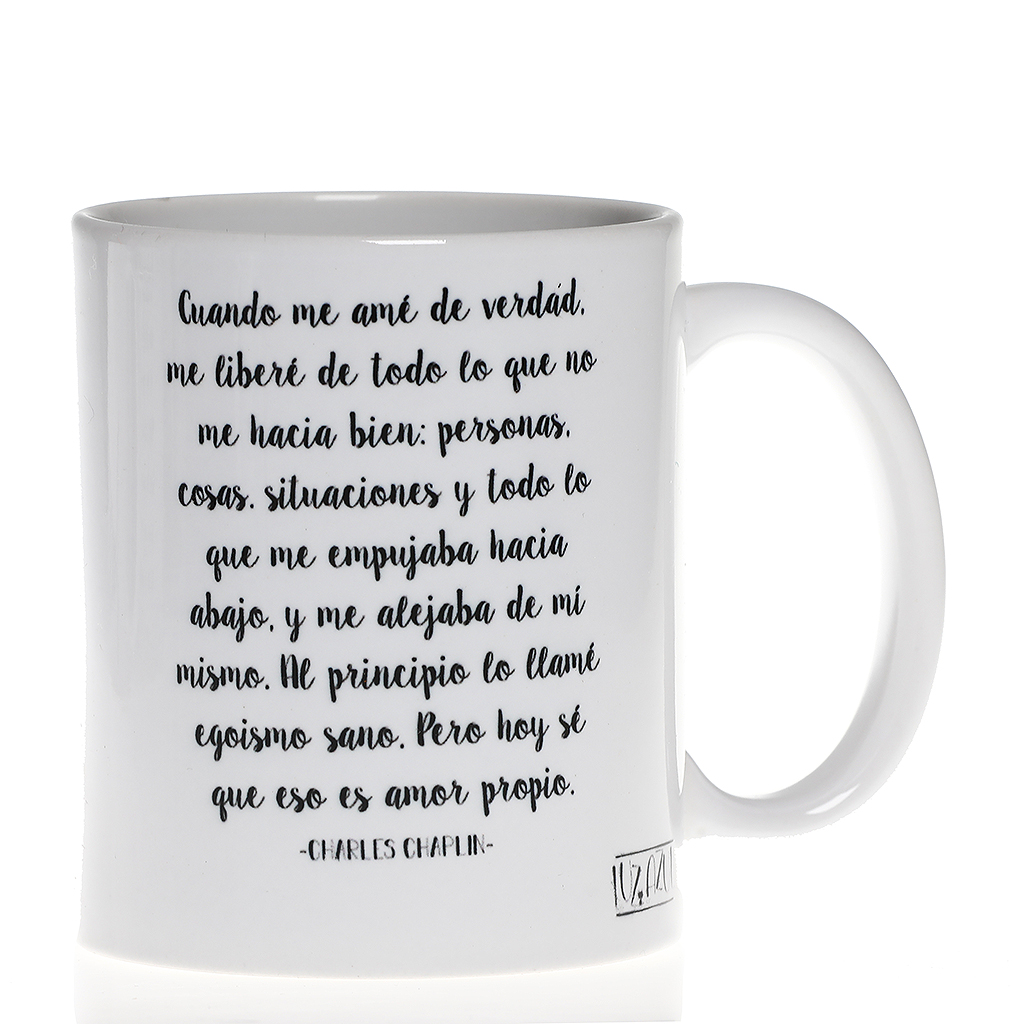 Cuando me amé de verdad,
me liberé de todo lo que no
me hacia bien: personas,
cosas, situaciones y todo lo
que me empujaba hacia
abajo, y me alejaba de mí
mismo. Al principio lo llamé
egoismo sano. Pero hoy sé
que eso es amor propio.
-CHARLES CHAPLIN-